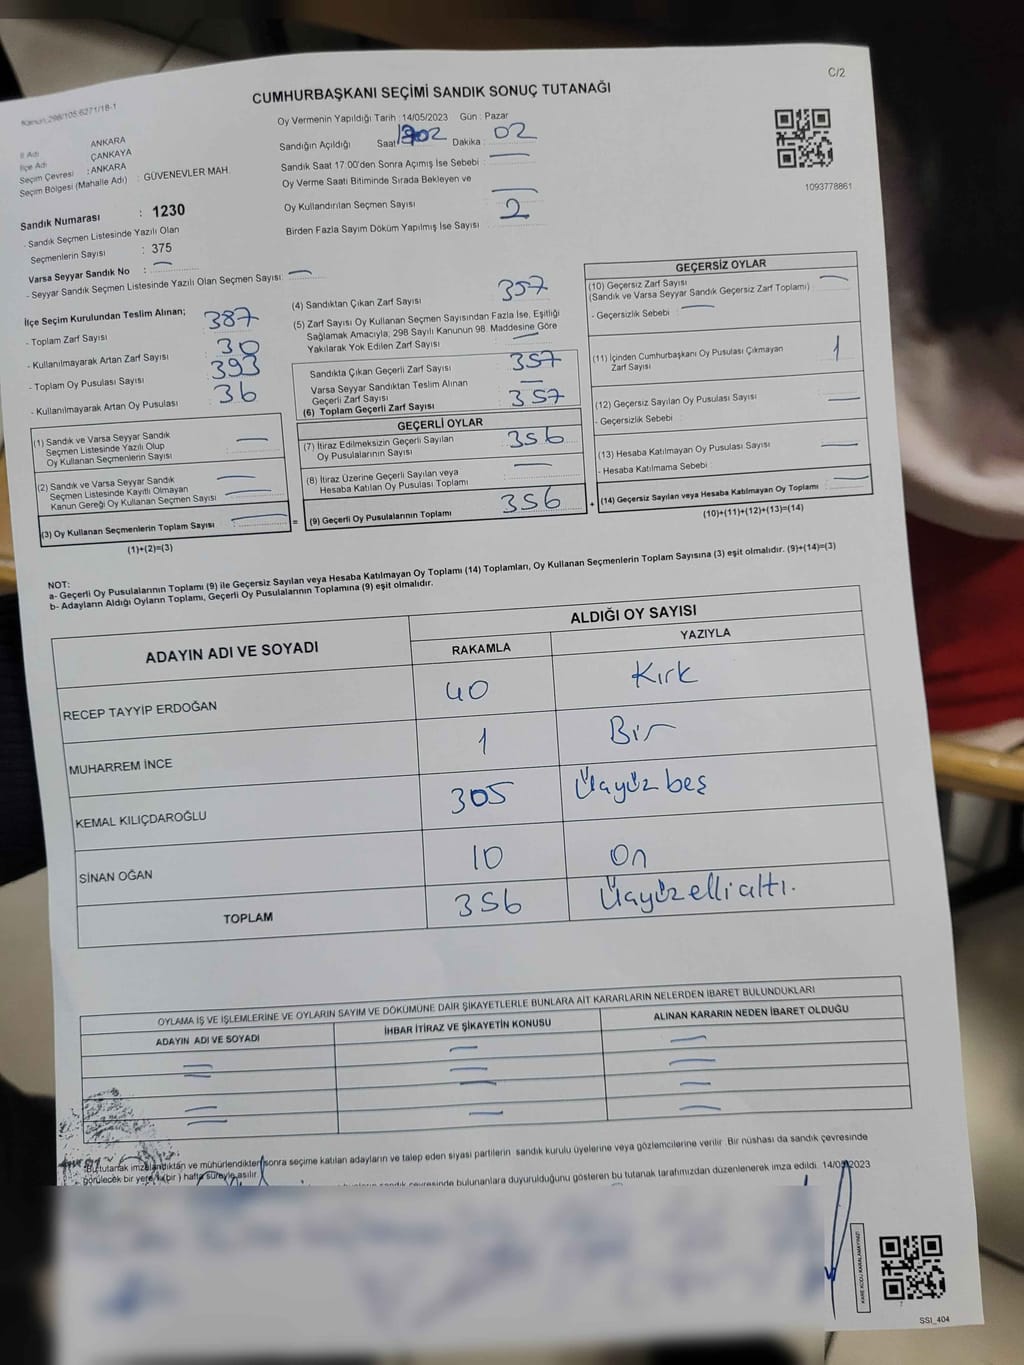 C/2
Kanun:298/105;6271/18-1
CUMHURBAŞKANI SEÇİMİ SANDIK SONUÇ TUTANAĞI
İl Adı ANKARA
İlçe Adı ÇANKAYA
Seçim Çevresi : ANKARA
Seçim Bölgesi (Mahalle Adı) : GÜVENEVLER MAH.
Sandık Numarası : 1230
- Sandık Seçmen Listesinde Yazılı Olan
Seçmenlerin Sayısı : 375
Varsa Seyyar Sandık No : —
- Seyyar Sandık Seçmen Listesinde Yazılı Olan Seçmen Sayısı: —
Oy Vermenin Yapıldığı Tarih : 14/05/2023 Gün : Pazar
Sandığın Açıldığı Saat Dakika : 02
Sandık Saat 17:00'den Sonra Açımış İse Sebebi : —
Oy Verme Saati Bitiminde Sırada Bekleyen ve
Oy Kullandırılan Seçmen Sayısı —
Birden Fazla Sayım Döküm Yapılmış İse Sayısı : 2
1093778861
İlçe Seçim Kurulundan Teslim Alınan;
- Toplam Zarf Sayısı : 387
- Kullanılmayarak Artan Zarf Sayısı : 30
- Toplam Oy Pusulası Sayısı : 393
- Kullanılmayarak Artan Oy Pusulası : 36
(1) Sandık ve Varsa Seyyar Sandık
Seçmen Listesinde Yazılı Olup
Oy Kullanan Seçmenlerin Sayısı —
(2) Sandık ve Varsa Seyyar Sandık
Seçmen Listesinde Kayıtlı Olmayan
Kanun Gereği Oy Kullanan Seçmen Sayısı —
(3) Oy Kullanan Seçmenlerin Toplam Sayısı : —
(1)+(2)=(3)
(4) Sandıktan Çıkan Zarf Sayısı : 357
(5) Zarf Sayısı Oy Kullanan Seçmen Sayısından Fazla İse, Eşitliği
Sağlamak Amacıyla; 298 Sayılı Kanunun 98. Maddesine Göre
Yakılarak Yok Edilen Zarf Sayısı —
Sandıkta Çıkan Geçerli Zarf Sayısı : 357
Varsa Seyyar Sandıktan Teslim Alınan
Geçerli Zarf Sayısı —
(6) Toplam Geçerli Zarf Sayısı : 357
GEÇERLİ OYLAR
(7) İtiraz Edilmeksizin Geçerli Sayılan
Oy Pusulalarının Sayısı 356
(8) İtiraz Üzerine Geçerli Sayılan veya
Hesaba Katılan Oy Pusulası Toplamı —
= (9) Geçerli Oy Pusulalarının Toplamı 356
GEÇERSİZ OYLAR
(10) Geçersiz Zarf Sayısı : —
(Sandık ve Varsa Seyyar Sandık Geçersiz Zarf Toplamı)
- Geçersizlik Sebebi : —
(11) İçinden Cumhurbaşkanı Oy Pusulası Çıkmayan
Zarf Sayısı 1
(12) Geçersiz Sayılan Oy Pusulası Sayısı : —
- Geçersizlik Sebebi :
(13) Hesaba Katılmayan Oy Pusulası Sayısı : —
- Hesaba Katılmama Sebebi :
+ (14) Geçersiz Sayılan veya Hesaba Katılmayan Oy Toplamı : —
(10)+(11)+(12)+(13)=(14)
NOT:
a- Geçerli Oy Pusulalarının Toplamı (9) ile Geçersiz Sayılan veya Hesaba Katılmayan Oy Toplamı (14) Toplamları, Oy Kullanan Seçmenlerin Toplam Sayısına (3) eşit olmalıdır. (9)+(14)=(3)
b- Adayların Aldığı Oyların Toplamı, Geçerli Oy Pusulalarının Toplamına (9) eşit olmalıdır.
ADAYIN ADI VE SOYADI ALDIĞI OY SAYISI
RAKAMLA YAZIYLA
RECEP TAYYİP ERDOĞAN 40 Kırk
MUHARREM İNCE 1 Bir
KEMAL KILIÇDAROĞLU 305 Üçyüz beş
SİNAN OĞAN 10 On
TOPLAM 356 Üçyüz elli altı.
OYLAMA İŞ VE İŞLEMLERİNE VE OYLARIN SAYIM VE DÖKÜMÜNE DAİR ŞİKAYETLERLE BUNLARA AİT KARARLARIN NELERDEN İBARET BULUNDUKLARI
ADAYIN ADI VE SOYADI İHBAR İTİRAZ VE ŞİKAYETİN KONUSU ALINAN KARARIN NEDEN İBARET OLDUĞU
Bu tutanak imzalandıktan ve mühürlendikten sonra seçime katılan adayların ve talep eden siyasi partilerin sandık kurulu üyelerine veya gözlemcilerine verilir. Bir nüshası da sandık çevresinde
görülecek bir yere, 1 (bir) hafta süreyle asılır.
sandık çevresinde bulunanlara duyurulduğunu gösteren bu tutanak tarafımızdan düzenlenerek imza edildi. 14/05/2023
KARE KODU KARALAMAYINIZ!
SSI_404